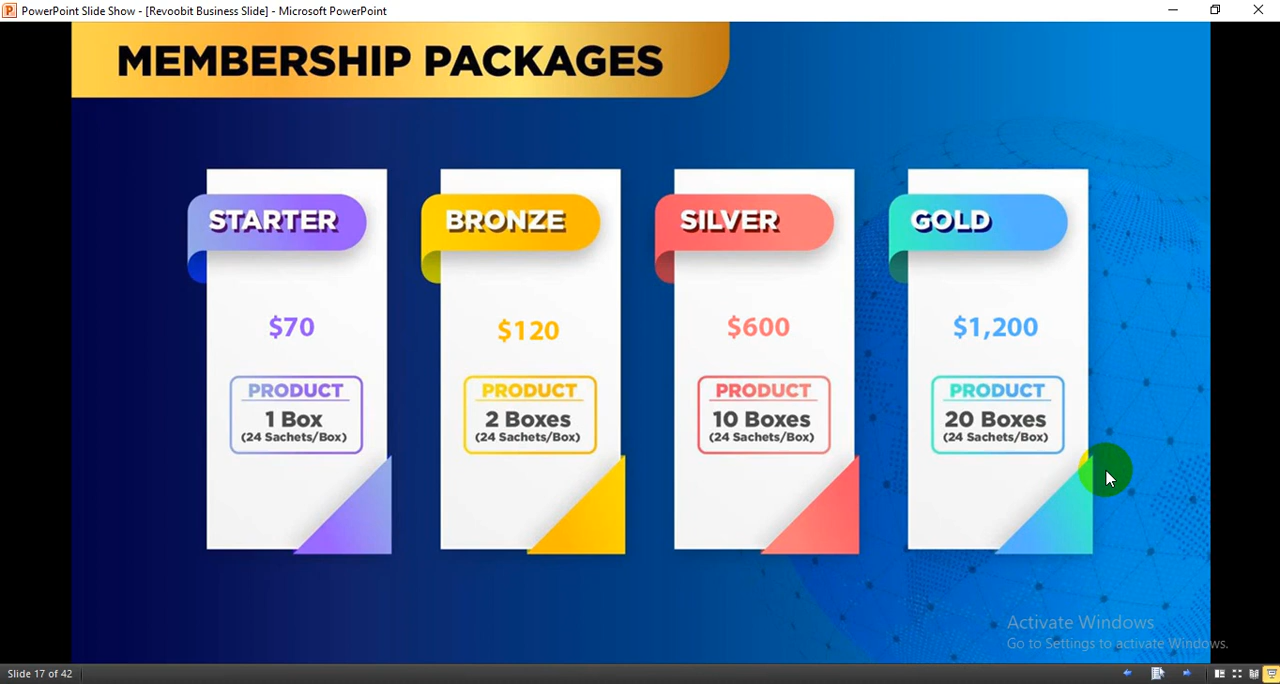 PowerPoint Slide Show - [Revoobit Business Slide] - Microsoft PowerPoint
MEMBERSHIP PACKAGES
STARTER
$70
PRODUCT
1 Box
(24 Sachets/Box)
BRONZE
$120
PRODUCT
2 Boxes
(24 Sachets/Box)
SILVER
$600
PRODUCT
10 Boxes
(24 Sachets/Box)
GOLD
$1,200
PRODUCT
20 Boxes
(24 Sachets/Box)
Activate Windows
Go to Settings to activate Windows.
Slide 17 of 42